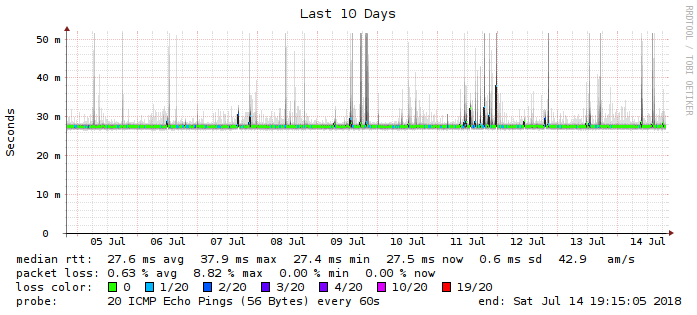 Last 10 Days
RRDTOOL / TOBI OETIKER
Seconds
50 m
40 m
30 m
20 m
10 m
0
05 Jul 06 Jul 07 Jul 08 Jul 09 Jul 10 Jul 11 Jul 12 Jul 13 Jul 14 Jul
median rtt: 27.6 ms avg 37.9 ms max 27.4 ms min 27.5 ms now 0.6 ms sd 42.9 am/s
packet loss: 0.63 % avg 8.82 % max 0.00 % min 0.00 % now
loss color: 0 1/20 2/20 3/20 4/20 10/20 19/20
probe: 20 ICMP Echo Pings (56 Bytes) every 60s end: Sat Jul 14 19:15:05 2018